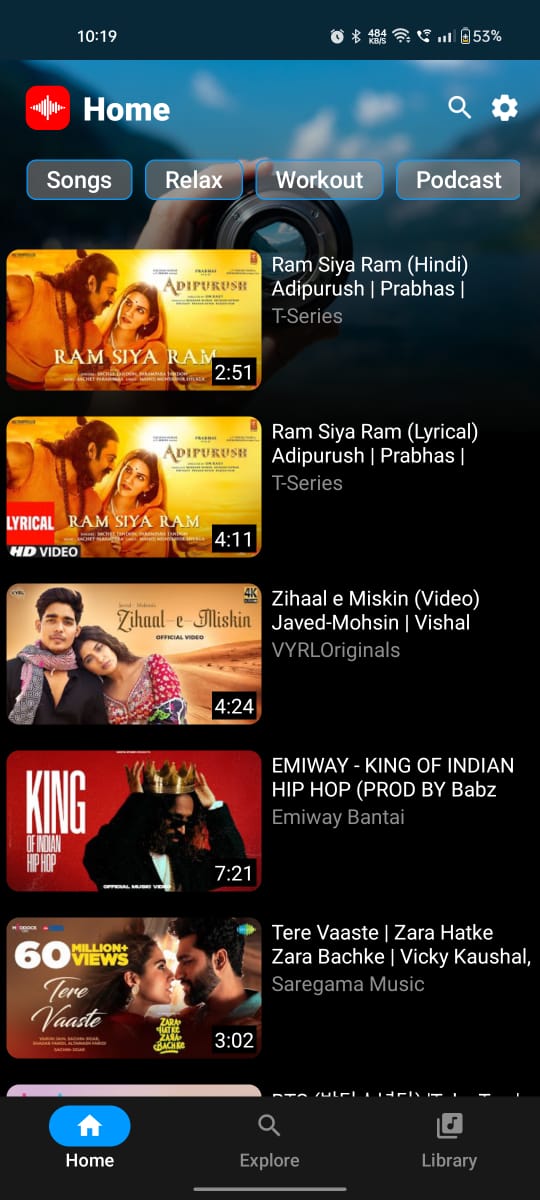 10:19
484
KB/S
53%
Home
Songs
Relax
Workout
Podcast
ADIPURUSH
RAM SIYA RAM
2:51
Ram Siya Ram (Hindi)
Adipurush | Prabhas |
T-Series
ADIPURUSH
LYRICAL
RAM SIYA RAM
HD VIDEO
4:11
Ram Siya Ram (Lyrical)
Adipurush | Prabhas |
T-Series
4K
Zihaal-e-Miskin
OFFICIAL VIDEO
4:24
Zihaal e Miskin (Video)
Javed-Mohsin | Vishal
VYRLOriginals
KING
OF INDIAN
HIP HOP
OFFICIAL MUSIC VIDEO
7:21
EMIWAY - KING OF INDIAN
HIP HOP (PROD BY Babz
Emiway Bantai
60 MILLION+
VIEWS
Tere
Vaaste
ZARA
HATKE
ZARA
BACHKE
3:02
Tere Vaaste | Zara Hatke
Zara Bachke | Vicky Kaushal,
Saregama Music
Home
Explore
Library